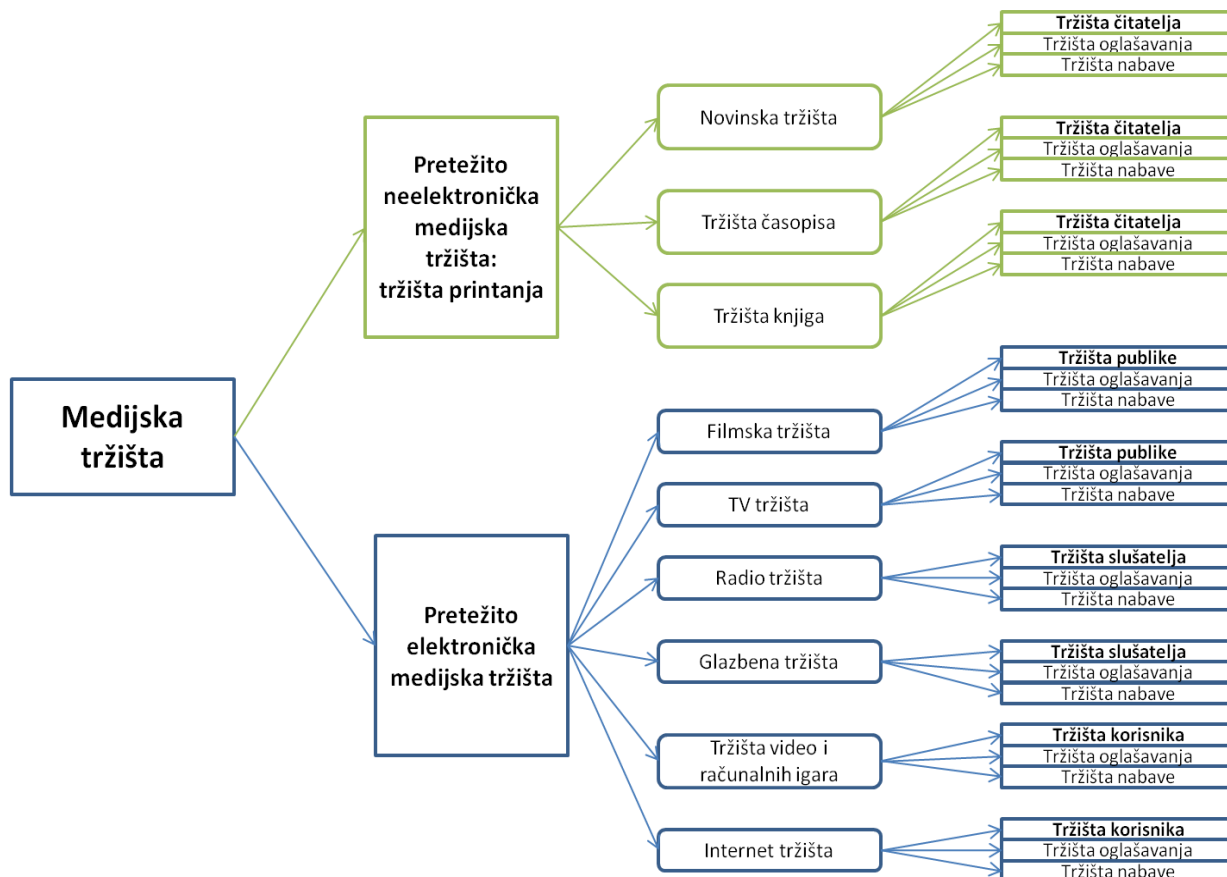 Medijska
tržišta
Pretežito
neelektronička
medijska
tržišta:
tržišta printanja
Novinska tržišta
Tržišta čitatelja
Tržišta oglašavanja
Tržišta nabave
Tržišta časopisa
Tržišta čitatelja
Tržišta oglašavanja
Tržišta nabave
Tržišta knjiga
Tržišta čitatelja
Tržišta oglašavanja
Tržišta nabave
Pretežito
elektronička
medijska tržišta
Filmska tržišta
Tržišta publike
Tržišta oglašavanja
Tržišta nabave
TV tržišta
Tržišta publike
Tržišta oglašavanja
Tržišta nabave
Radio tržišta
Tržišta slušatelja
Tržišta oglašavanja
Tržišta nabave
Glazbena tržišta
Tržišta slušatelja
Tržišta oglašavanja
Tržišta nabave
Tržišta video i
računalnih igara
Tržišta korisnika
Tržišta oglašavanja
Tržišta nabave
Internet tržišta
Tržišta korisnika
Tržišta oglašavanja
Tržišta nabave